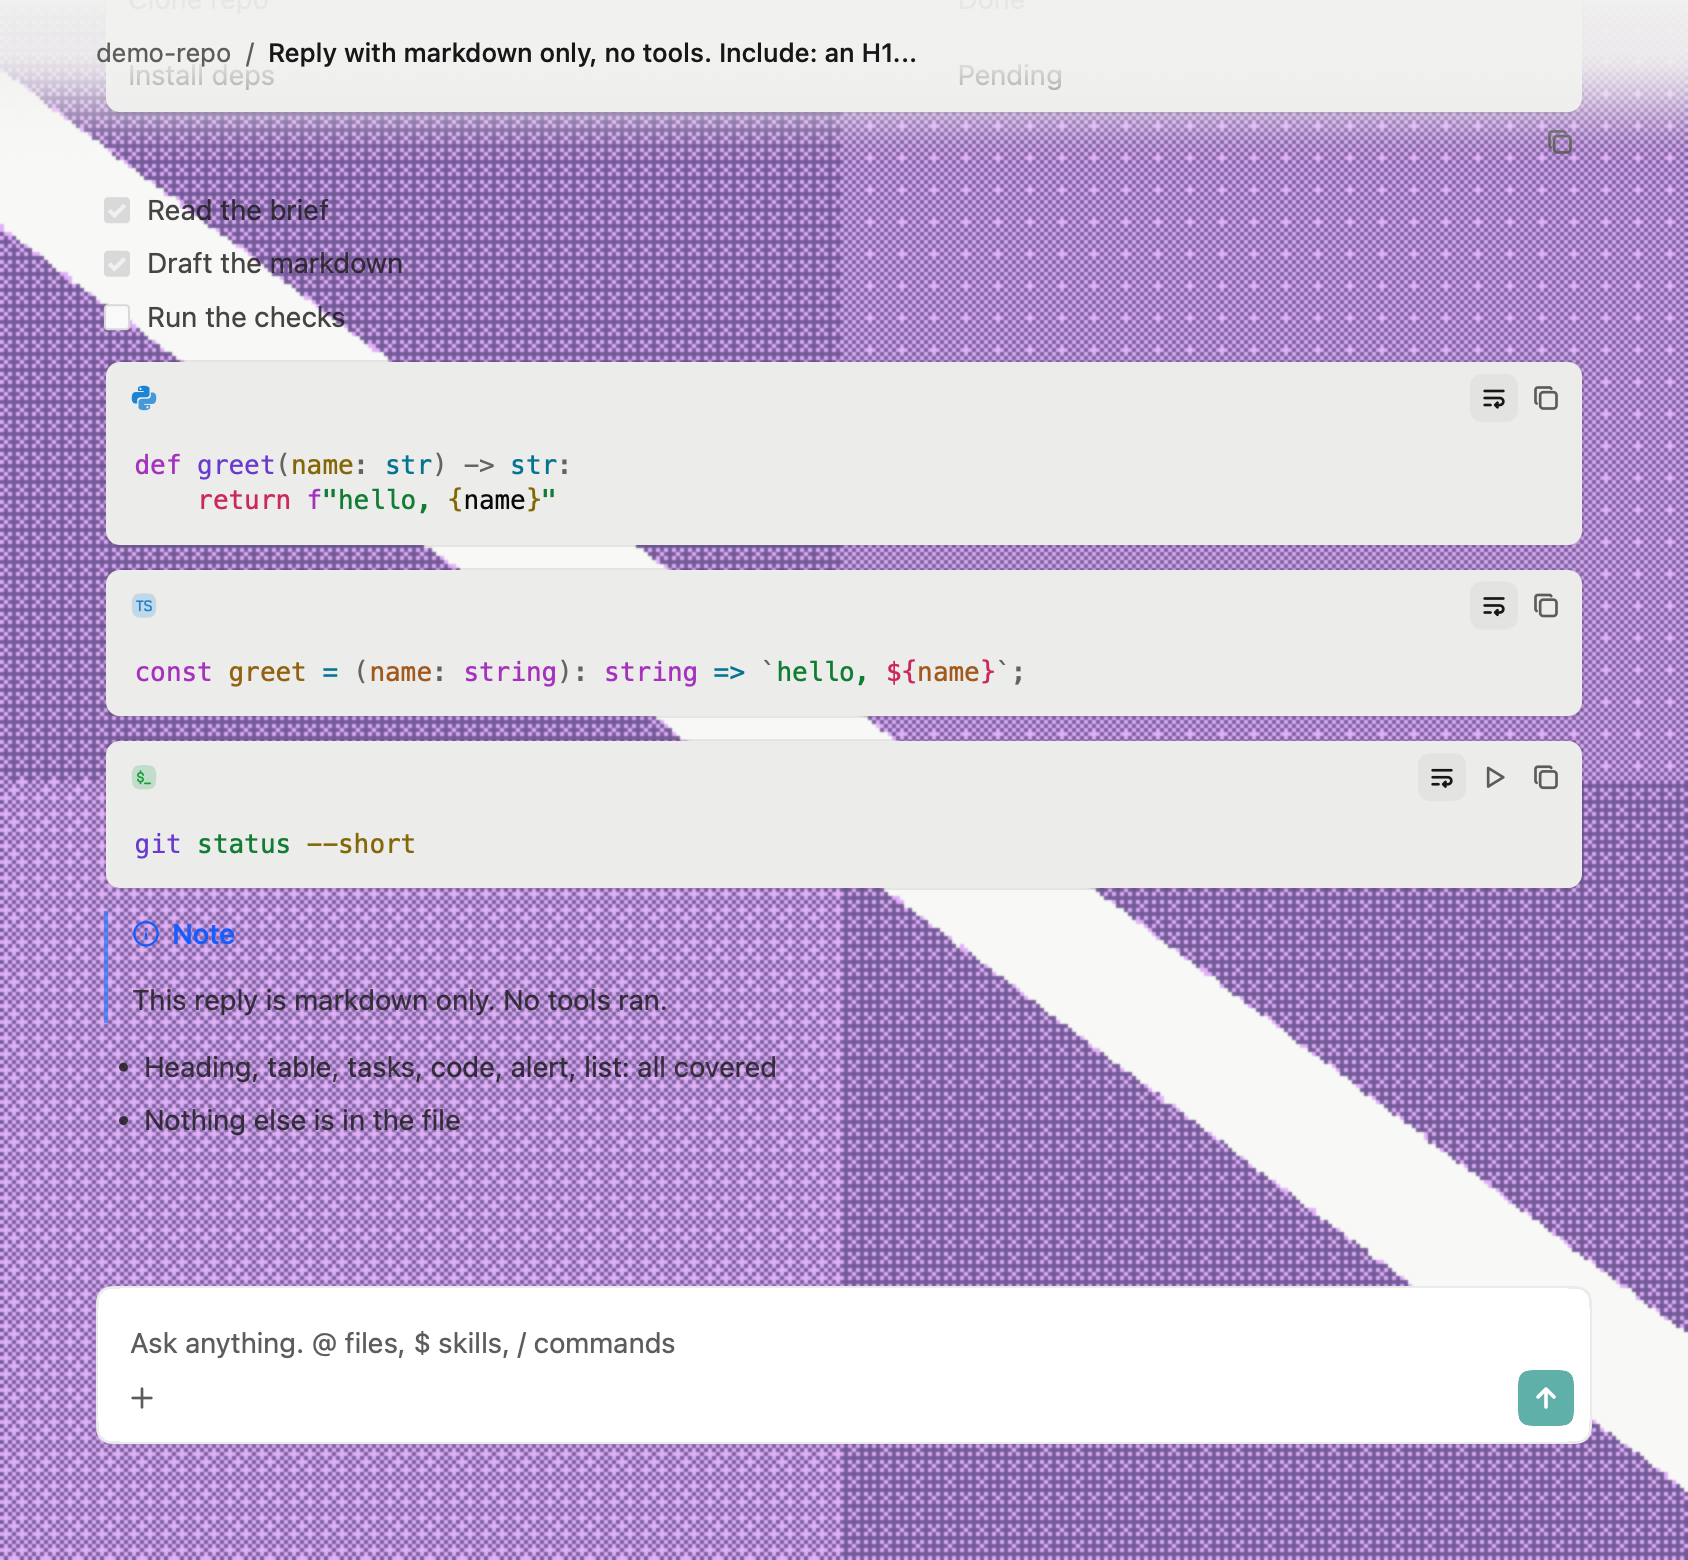 Clone repo Done
demo-repo / Reply with markdown only, no tools. Include: an H1...
Install deps Pending
Read the brief
Draft the markdown
Run the checks
def greet(name: str) -> str:
    return f"hello, {name}"
TS
const greet = (name: string): string => `hello, ${name}`;
$_
git status --short
Note
This reply is markdown only. No tools ran.
• Heading, table, tasks, code, alert, list: all covered
• Nothing else is in the file
Ask anything. @ files, $ skills, / commands